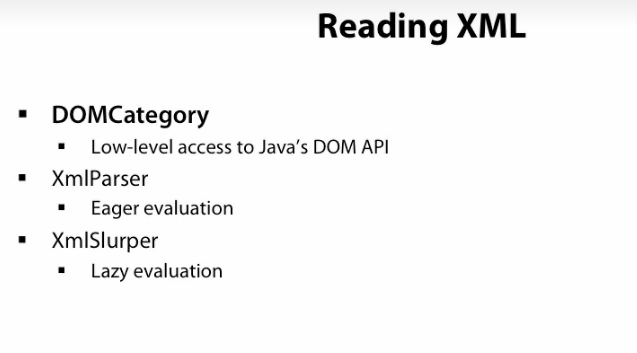 Reading XML
▪ DOMCategory
▪ Low-level access to Java’s DOM API
▪ XmlParser
▪ Eager evaluation
▪ XmlSlurper
▪ Lazy evaluation